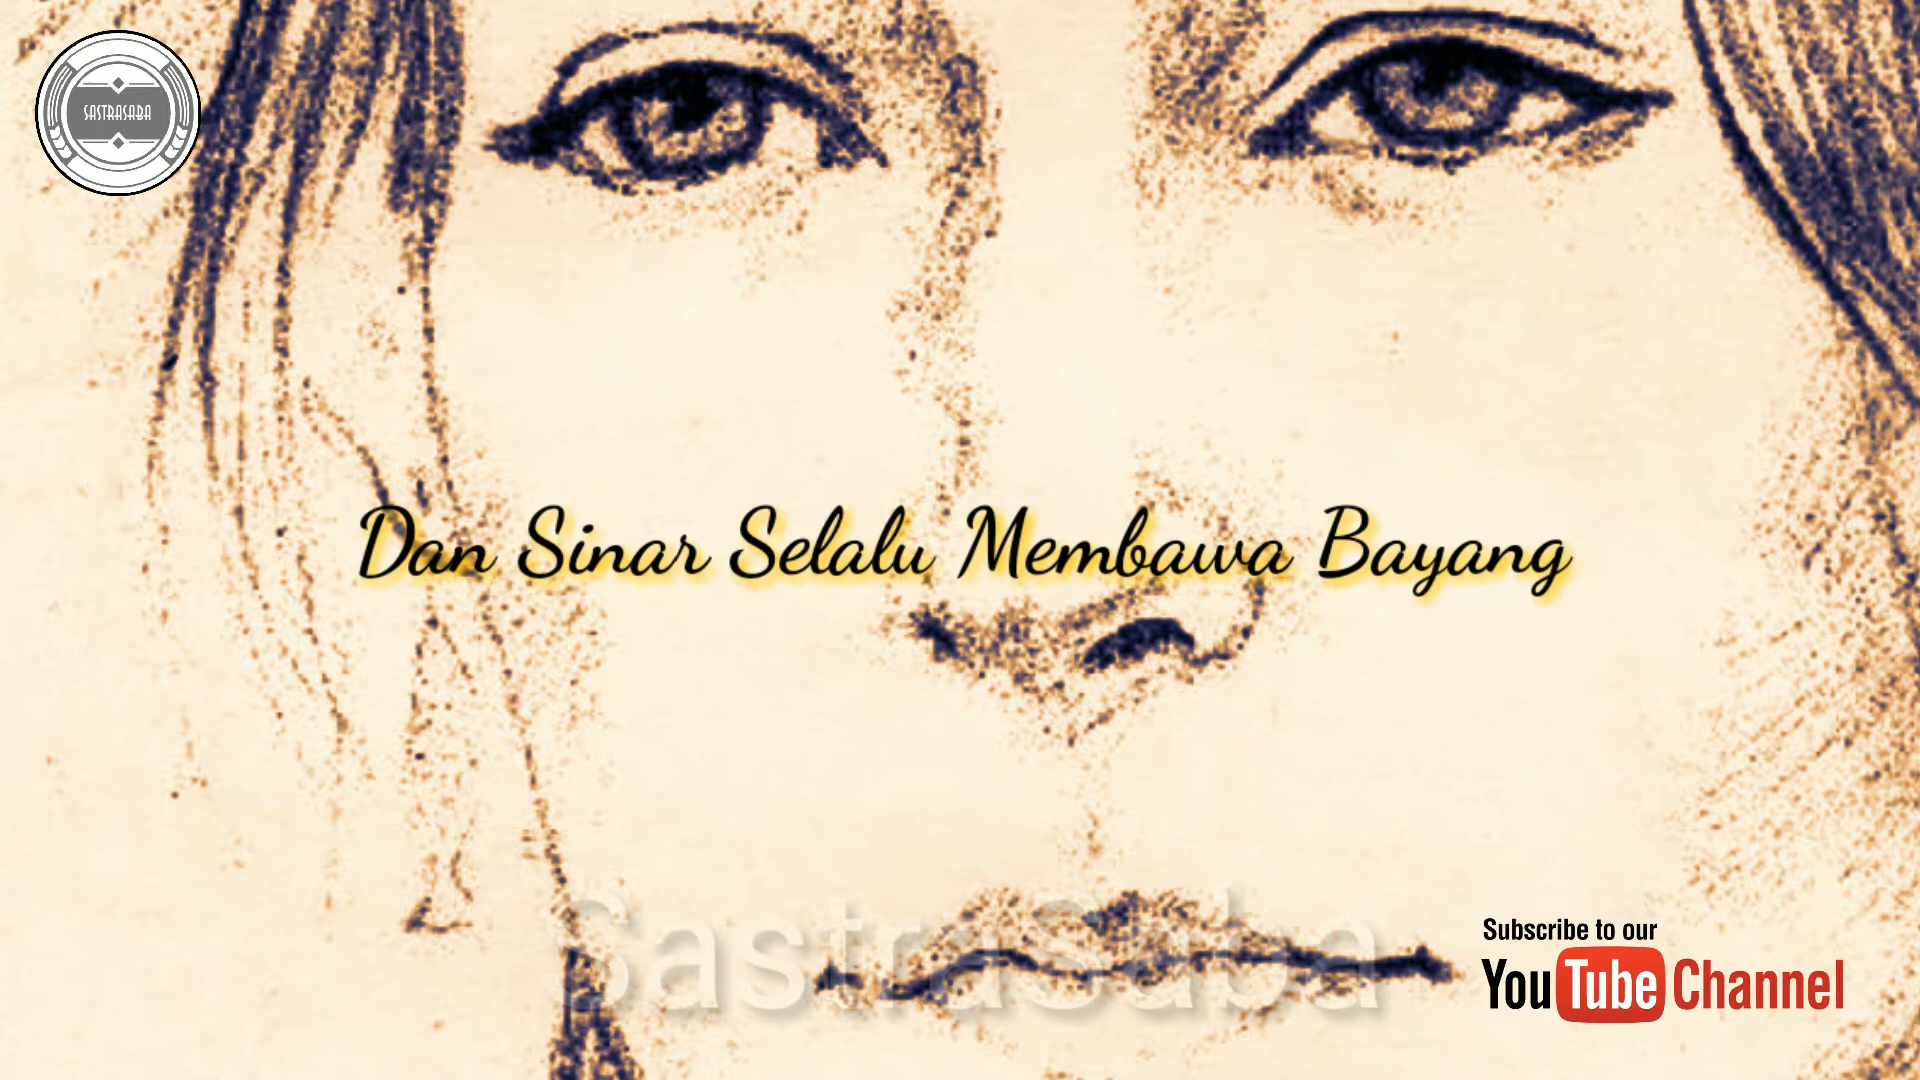 SASTRASABA
Dan Sinar Selalu Membawa Bayang
SastraSaba
Subscribe to our
YouTube Channel